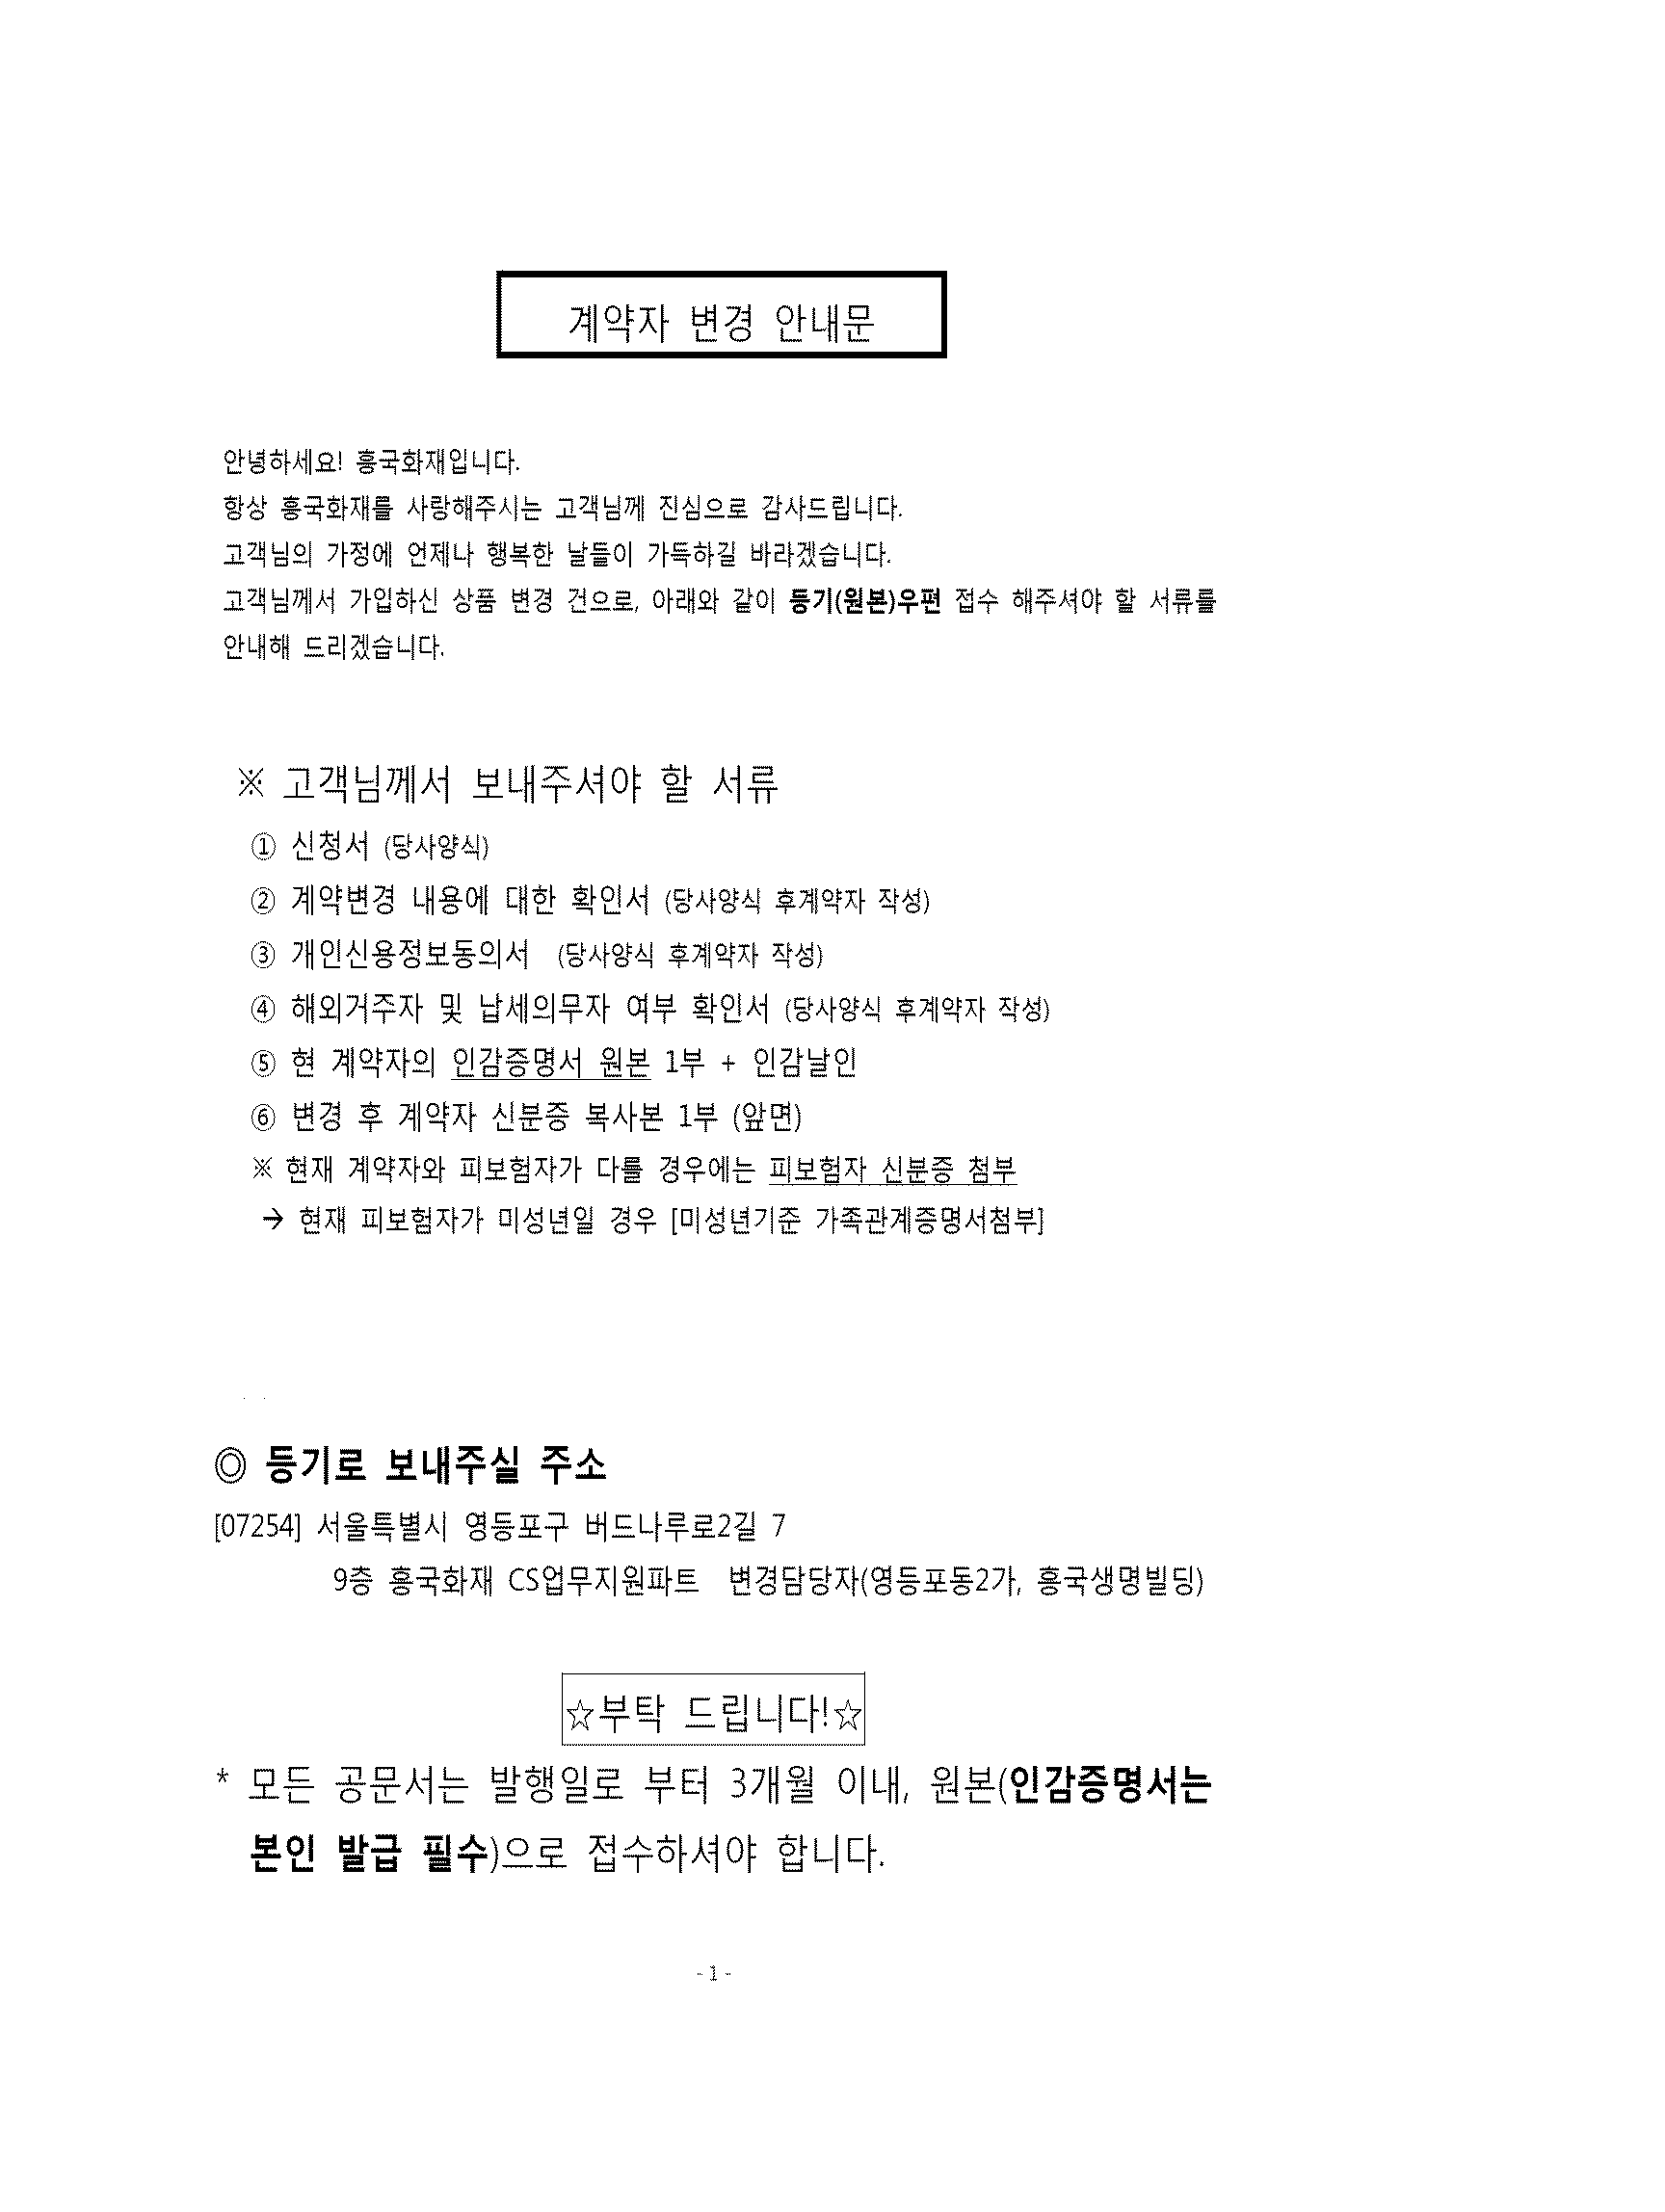 계약자 변경 안내문
안녕하세요! 흥국화재입니다.
항상 흥국화재를 사랑해주시는 고객님께 진심으로 감사드립니다.
고객님의 가정에 언제나 행복한 날들이 가득하길 바라겠습니다.
고객님께서 가입하신 상품 변경 건으로, 아래와 같이 등기(원본)우편 접수 해주셔야 할 서류를
안내해 드리겠습니다.
※ 고객님께서 보내주셔야 할 서류
① 신청서 (당사양식)
② 계약변경 내용에 대한 확인서 (당사양식 후계약자 작성)
③ 개인신용정보동의서 (당사양식 후계약자 작성)
④ 해외거주자 및 납세의무자 여부 확인서 (당사양식 후계약자 작성)
⑤ 현 계약자의 인감증명서 원본 1부 + 인감날인
⑥ 변경 후 계약자 신분증 복사본 1부 (앞면)
※ 현재 계약자와 피보험자가 다를 경우에는 피보험자 신분증 첨부
→ 현재 피보험자가 미성년일 경우 [미성년기준 가족관계증명서첨부]
◎ 등기로 보내주실 주소
[07254] 서울특별시 영등포구 버드나루로2길 7
9층 흥국화재 CS업무지원파트 변경담당자(영등포동2가, 흥국생명빌딩)
☆부탁 드립니다!☆
* 모든 공문서는 발행일로 부터 3개월 이내, 원본(인감증명서는
본인 발급 필수)으로 접수하셔야 합니다.
- 1 -